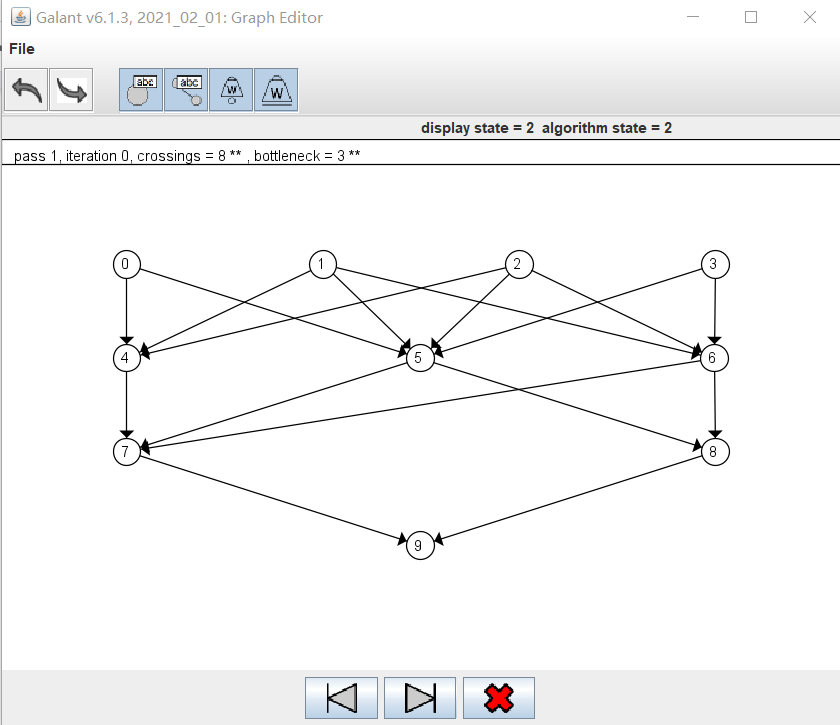 Galant v6.1.3, 2021_02_01: Graph Editor
File
abc abc W W
display state = 2 algorithm state = 2
pass 1, iteration 0, crossings = 8 ** , bottleneck = 3 **
0 1 2 3
4 5 6
7 8
9